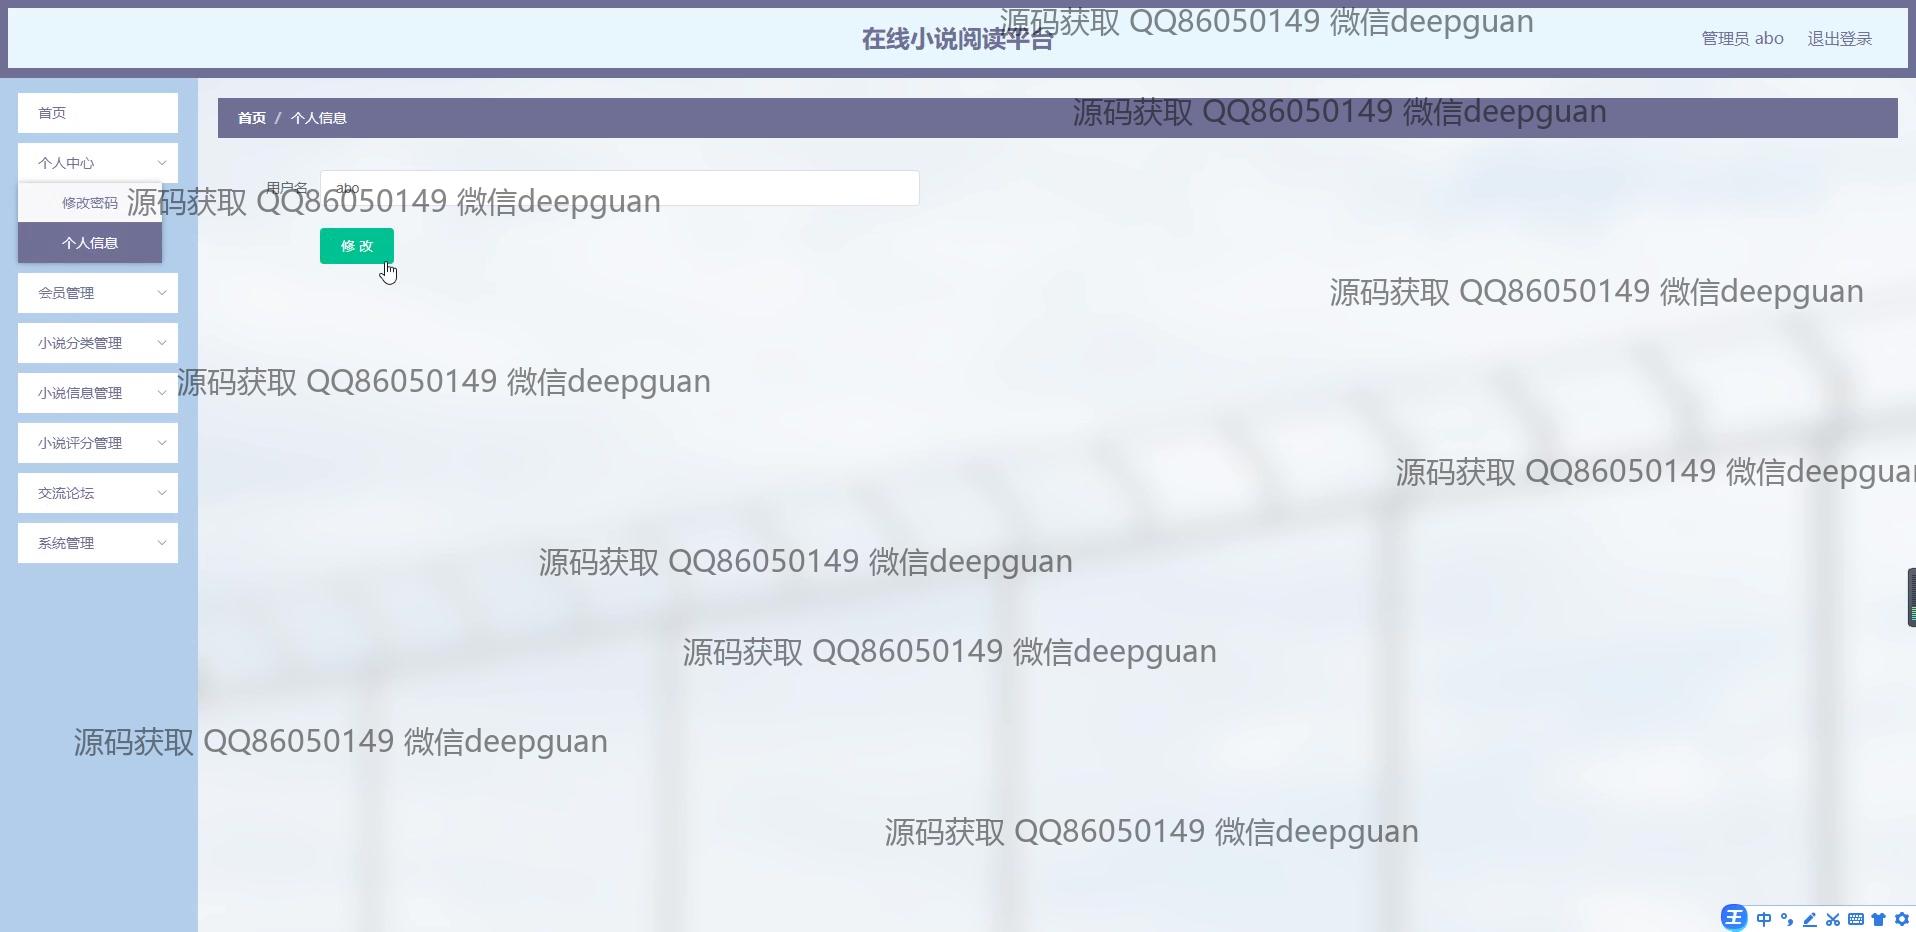 在线小说阅读平台
源码获取 QQ86050149 微信deepguan
管理员 abo
退出登录
首页
首页 / 个人信息
源码获取 QQ86050149 微信deepguan
个人中心
用户名
abo
修改密码
源码获取 QQ86050149 微信deepguan
个人信息
修 改
会员管理
源码获取 QQ86050149 微信deepguan
小说分类管理
小说信息管理
源码获取 QQ86050149 微信deepguan
小说评分管理
源码获取 QQ86050149 微信deepguan
交流论坛
系统管理
源码获取 QQ86050149 微信deepguan
源码获取 QQ86050149 微信deepguan
源码获取 QQ86050149 微信deepguan
源码获取 QQ86050149 微信deepguan
王 中